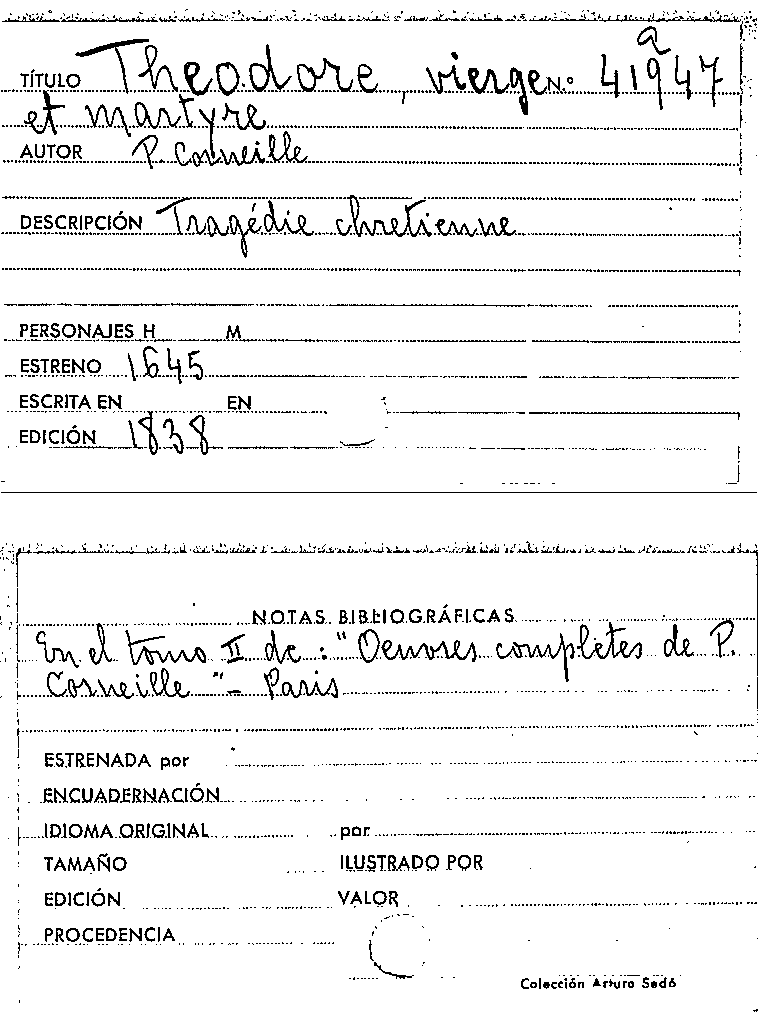 a
TÍTULO Theodore, vierge N.º 41947
et martyre
AUTOR P. Corneille
DESCRIPCIÓN Tragédie chretienne
PERSONAJES H M
ESTRENO 1645
ESCRITA EN EN
EDICIÓN 1838
NOTAS BIBLIOGRÁFICAS
En el tomo II de: "Oeuvres complètes de P.
Corneille" - Paris
ESTRENADA por
ENCUADERNACIÓN
IDIOMA ORIGINAL por
TAMAÑO ILUSTRADO POR
EDICIÓN VALOR
PROCEDENCIA
Colección Arturo Sedó